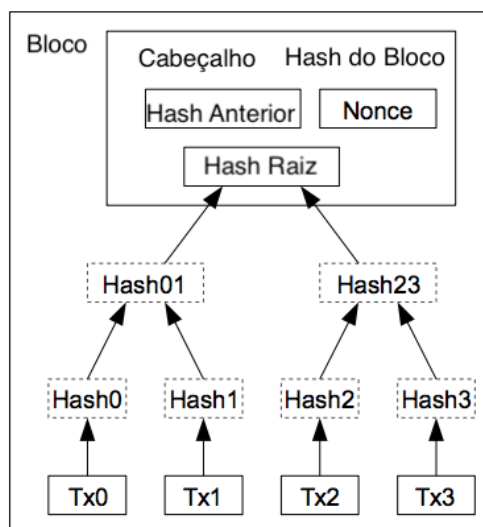 Bloco
Cabeçalho Hash do Bloco
Hash Anterior Nonce
Hash Raiz
Hash01 Hash23
Hash0 Hash1 Hash2 Hash3
Tx0 Tx1 Tx2 Tx3